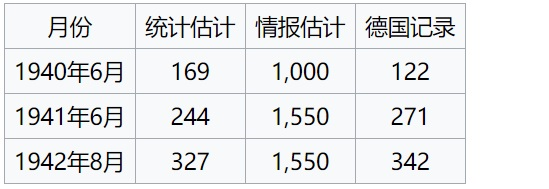 月份 统计估计 情报估计 德国记录
1940年6月 169 1,000 122
1941年6月 244 1,550 271
1942年8月 327 1,550 342